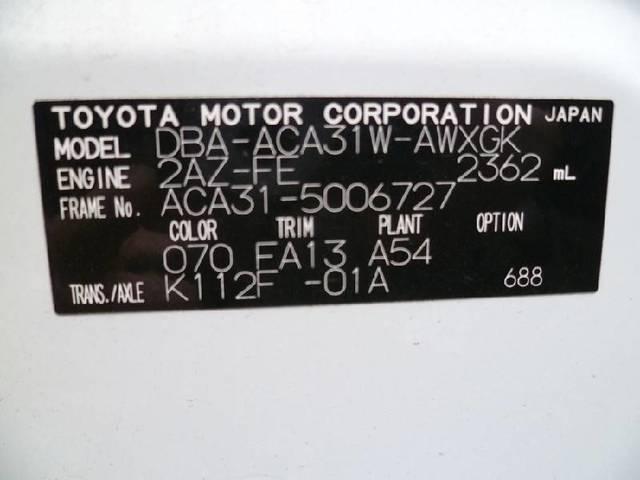 TOYOTA MOTOR CORPORATION JAPAN
MODEL DBA-ACA31W-AWXGK
ENGINE 2AZ-FE 2362 mL
FRAME No. ACA31-5006727
COLOR TRIM PLANT OPTION
070 FA13 A54
TRANS./AXLE K112F -01A 688